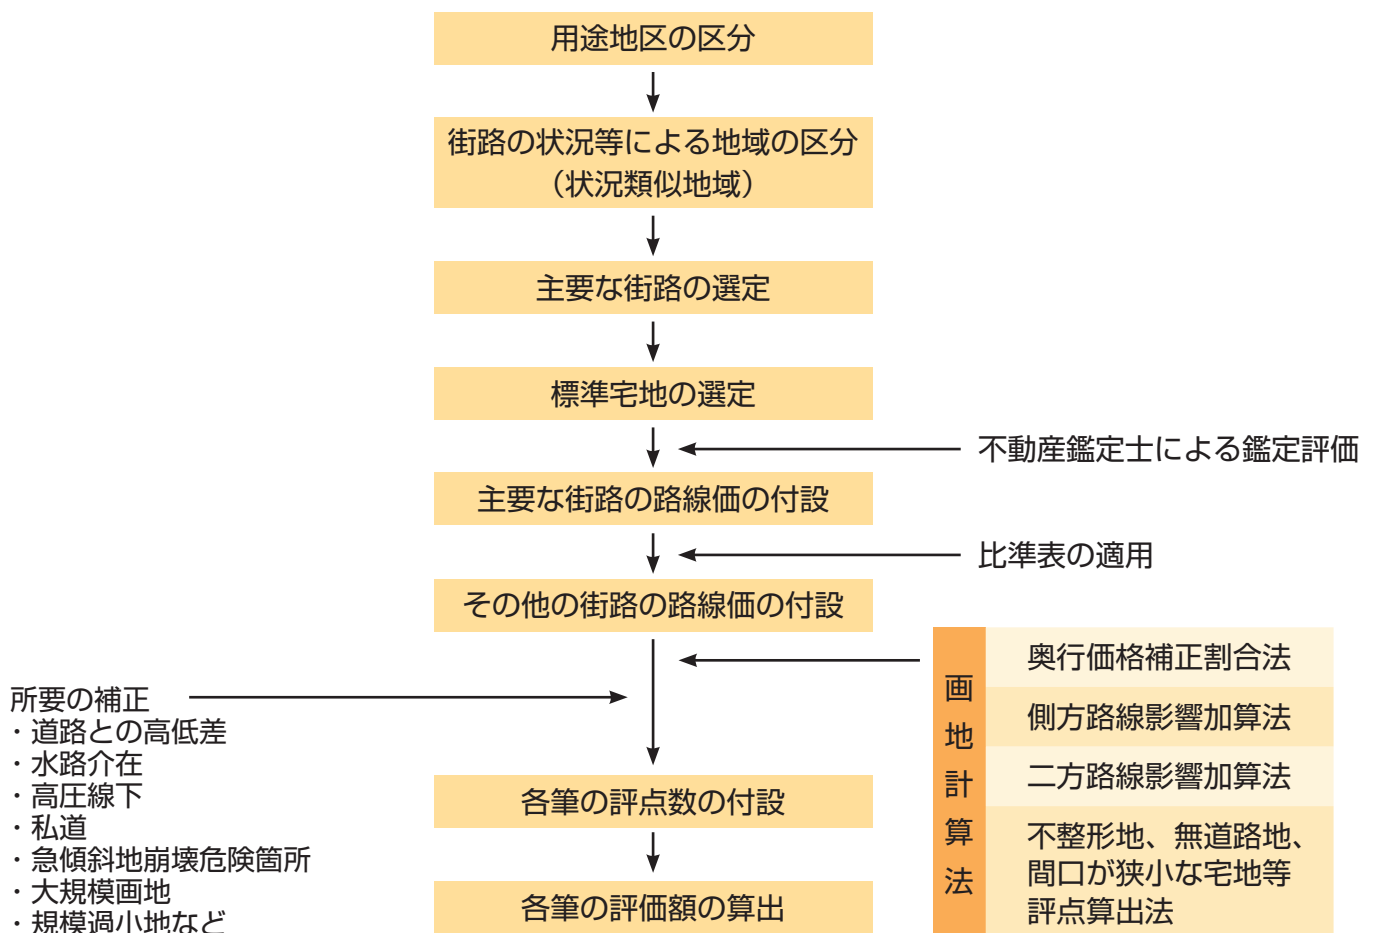 用途地区の区分
街路の状況等による地域の区分
（状況類似地域）
主要な街路の選定
標準宅地の選定
不動産鑑定士による鑑定評価
主要な街路の路線価の付設
比準表の適用
その他の街路の路線価の付設
画地計算法
奥行価格補正割合法
側方路線影響加算法
二方路線影響加算法
不整形地、無道路地、
間口が狭小な宅地等
評点算出法
所要の補正
・道路との高低差
・水路介在
・高圧線下
・私道
・急傾斜地崩壊危険箇所
・大規模画地
・規模過小地など
各筆の評点数の付設
各筆の評価額の算出